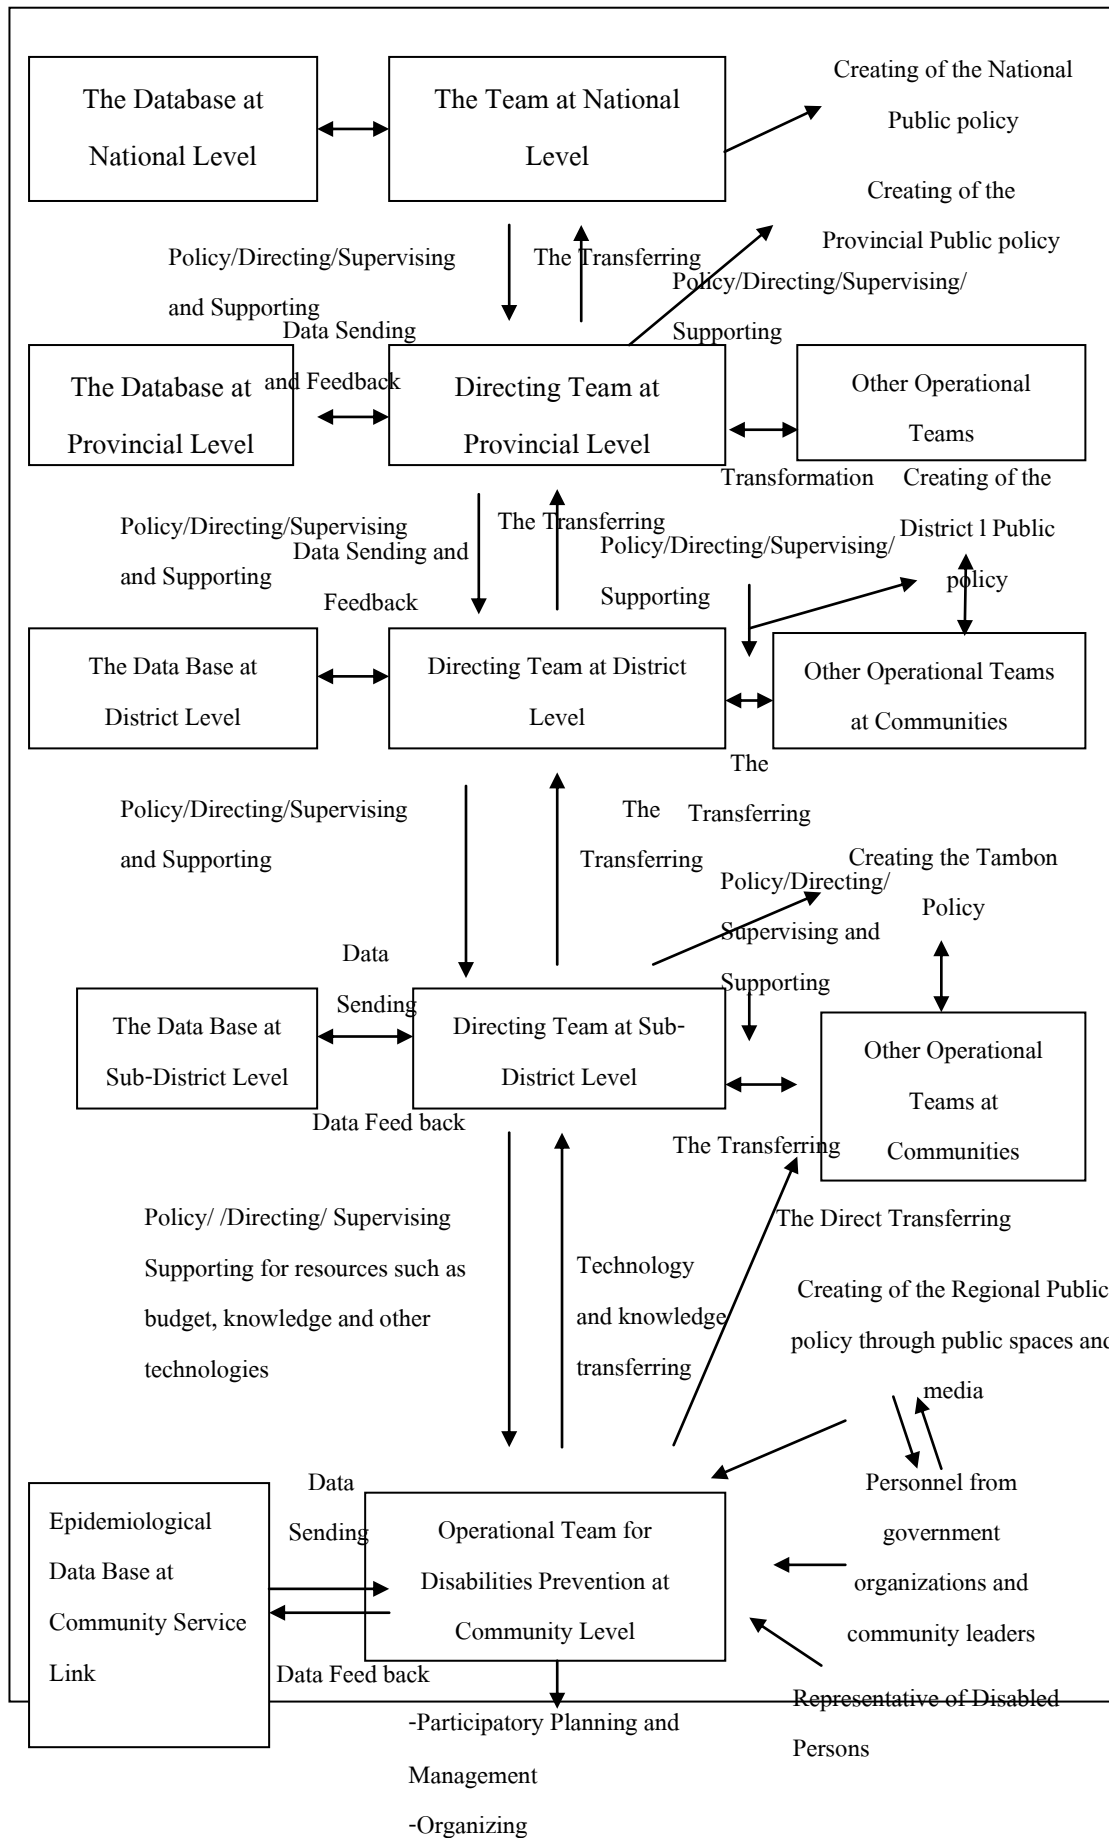 The Database at
National Level
The Team at National
Level
Creating of the National
Public policy
Creating of the
Provincial Public policy
Policy/Directing/Supervising
and Supporting
The Transferring
Policy/Directing/Supervising/
Supporting
Data Sending
and Feedback
The Database at
Provincial Level
Directing Team at
Provincial Level
Other Operational
Teams
Transformation
Creating of the
District l Public
policy
Policy/Directing/Supervising
and Supporting
The Transferring
Data Sending and
Feedback
Policy/Directing/Supervising/
Supporting
The Data Base at
District Level
Directing Team at District
Level
Other Operational Teams
at Communities
The
Transferring
Policy/Directing/Supervising
and Supporting
The
Transferring
Creating the Tambon
Policy
Policy/Directing/
Supervising and
Supporting
Data
Sending
The Data Base at
Sub-District Level
Directing Team at Sub-
District Level
Other Operational
Teams at
Communities
Data Feed back
The Transferring
The Direct Transferring
Policy/ /Directing/ Supervising
Supporting for resources such as
budget, knowledge and other
technologies
Technology
and knowledge
transferring
Creating of the Regional Public
policy through public spaces and
media
Data
Sending
Epidemiological
Data Base at
Community Service
Link
Operational Team for
Disabilities Prevention at
Community Level
Personnel from
government
organizations and
community leaders
Data Feed back
Representative of Disabled
Persons
-Participatory Planning and
Management
-Organizing